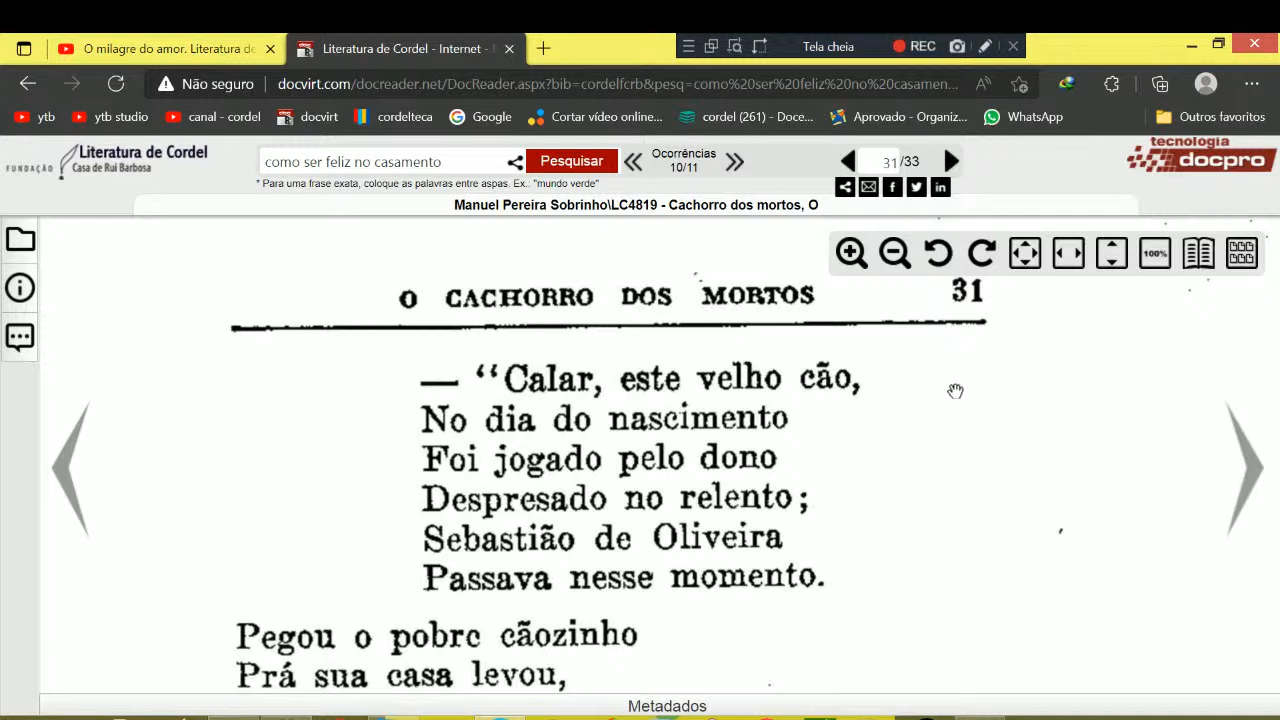 O milagre do amor. Literatura de
Literatura de Cordel - Internet -
Tela cheia
REC
Não seguro
docvirt.com/docreader.net/DocReader.aspx?bib=cordelfcrb&pesq=como%20ser%20feliz%20no%20casamen...
ytb
ytb studio
canal - cordel
docvirt
cordelteca
Google
Cortar vídeo online...
cordel (261) - Doce...
Aprovado - Organiz...
WhatsApp
Outros favoritos
FUNDAÇÃO
Literatura de Cordel
Casa de Rui Barbosa
como ser feliz no casamento
Pesquisar
Ocorrências
10/11
31 /33
tecnologia
docpro
* Para uma frase exata, coloque as palavras entre aspas. Ex.: "mundo verde"
Manuel Pereira Sobrinho\LC4819 - Cachorro dos mortos, O
100%
O CACHORRO DOS MORTOS 31
— “Calar, este velho cão,
No dia do nascimento
Foi jogado pelo dono
Despresado no relento;
Sebastião de Oliveira
Passava nesse momento.
Pegou o pobre cãozinho
Prá sua casa levou,
Metadados